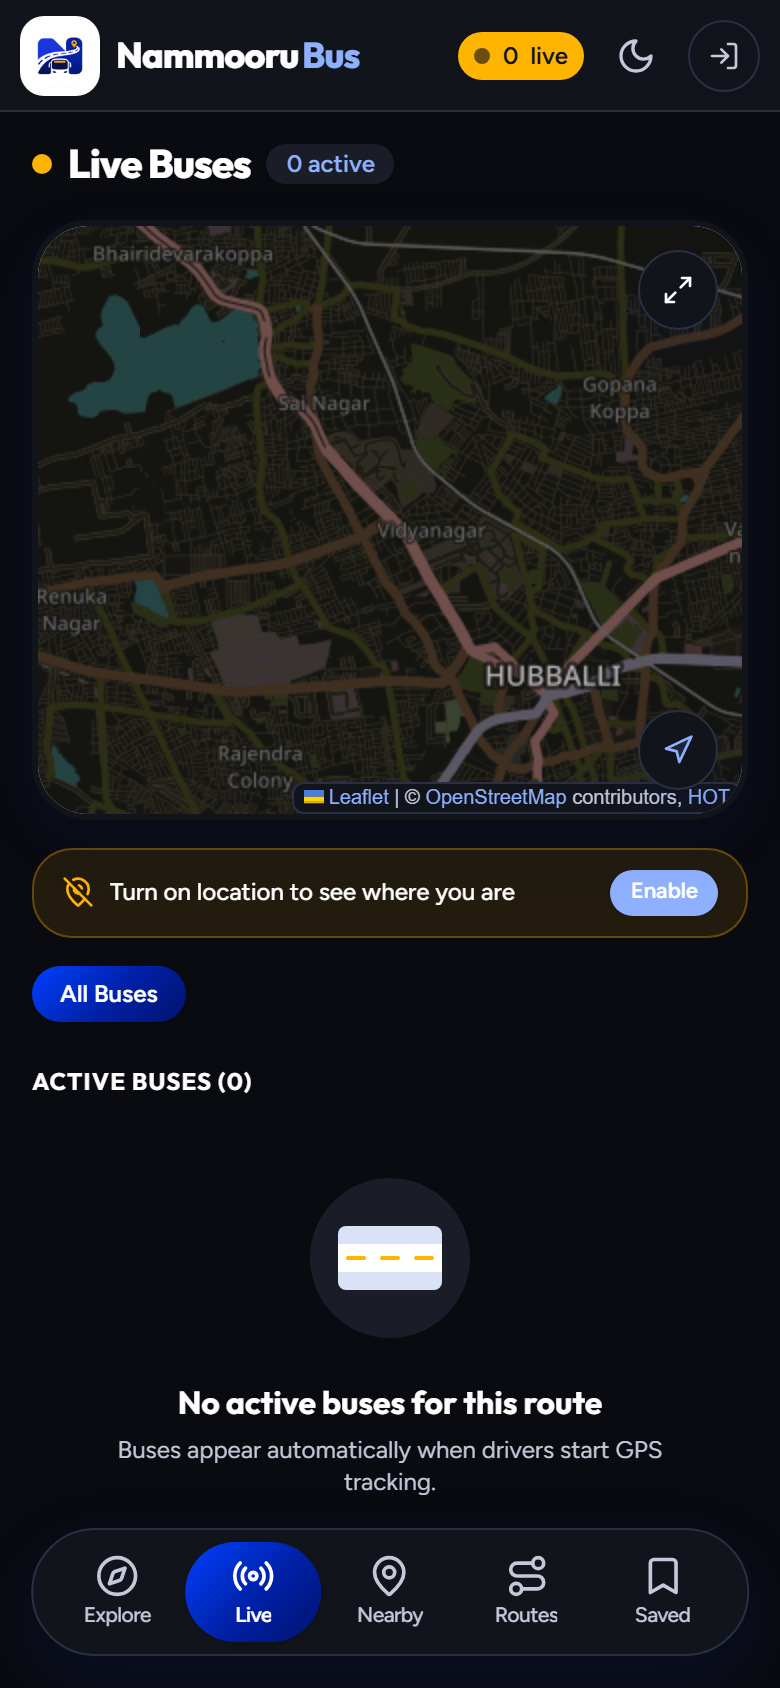 Nammooru Bus
0 live
Live Buses
0 active
Bhairidevarakoppa
Sai Nagar
Gopana
Koppa
Vidyanagar
Va
n
Renuka
Nagar
HUBBALLI
Rajendra
Colony
Leaflet | © OpenStreetMap contributors, HOT
Turn on location to see where you are
Enable
All Buses
ACTIVE BUSES (0)
No active buses for this route
Buses appear automatically when drivers start GPS
tracking.
Explore
Live
Nearby
Routes
Saved